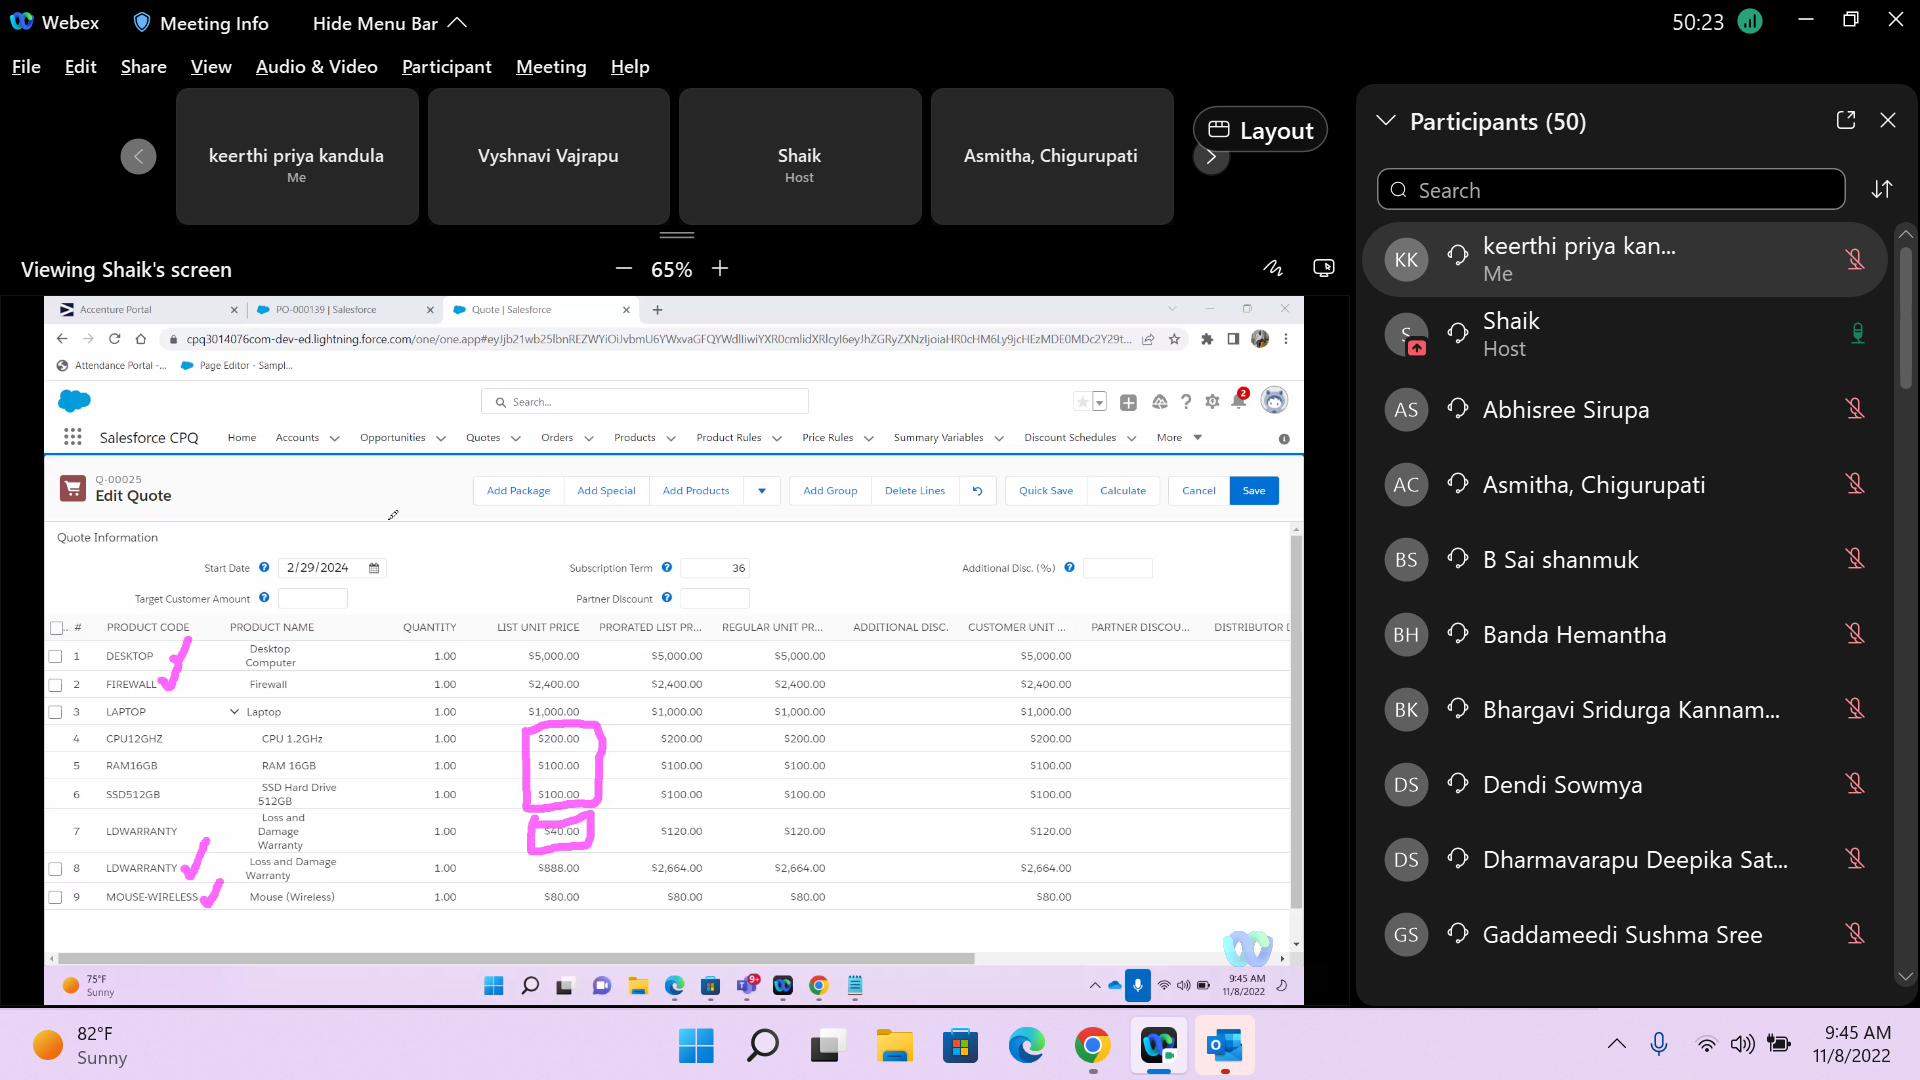 Webex
Meeting Info
Hide Menu Bar
50:23
File Edit Share View Audio & Video Participant Meeting Help
keerthi priya kandula
Me
Vyshnavi Vajrapu
Shaik
Host
Asmitha, Chigurupati
Layout
Viewing Shaik's screen
65%
Accenture Portal
PO-000139 | Salesforce
Quote | Salesforce
Attendance Portal -...
Page Editor - Sampl...
Search...
2
Salesforce CPQ
Home Accounts Opportunities Quotes Orders Products Product Rules Price Rules Summary Variables Discount Schedules More
Q-00025
Edit Quote
Add Package Add Special Add Products Add Group Delete Lines Quick Save Calculate Cancel Save
Quote Information
Start Date 2/29/2024 Subscription Term 36 Additional Disc. (%)
Target Customer Amount Partner Discount
# PRODUCT CODE PRODUCT NAME QUANTITY LIST UNIT PRICE PRORATED LIST PR... REGULAR UNIT PR... ADDITIONAL DISC. CUSTOMER UNIT ... PARTNER DISCOU... DISTRIBUTOR
1 DESKTOP Desktop Computer 1.00 $5,000.00 $5,000.00 $5,000.00 $5,000.00
2 FIREWALL Firewall 1.00 $2,400.00 $2,400.00 $2,400.00 $2,400.00
3 LAPTOP Laptop 1.00 $1,000.00 $1,000.00 $1,000.00 $1,000.00
4 CPU12GHZ CPU 1.2GHz 1.00 $200.00 $200.00 $200.00 $200.00
5 RAM16GB RAM 16GB 1.00 $100.00 $100.00 $100.00 $100.00
6 SSD512GB SSD Hard Drive 512GB 1.00 $100.00 $100.00 $100.00 $100.00
7 LDWARRANTY Loss and Damage Warranty 1.00 $40.00 $120.00 $120.00 $120.00
8 LDWARRANTY Loss and Damage Warranty 1.00 $888.00 $2,664.00 $2,664.00 $2,664.00
9 MOUSE-WIRELESS Mouse (Wireless) 1.00 $80.00 $80.00 $80.00 $80.00
75°F
Sunny
9+
9:45 AM
11/8/2022
Participants (50)
Search
KK keerthi priya kan...
Me
S Shaik
Host
AS Abhisree Sirupa
AC Asmitha, Chigurupati
BS B Sai shanmuk
BH Banda Hemantha
BK Bhargavi Sridurga Kannam...
DS Dendi Sowmya
DS Dharmavarapu Deepika Sat...
GS Gaddameedi Sushma Sree
82°F
Sunny
9:45 AM
11/8/2022